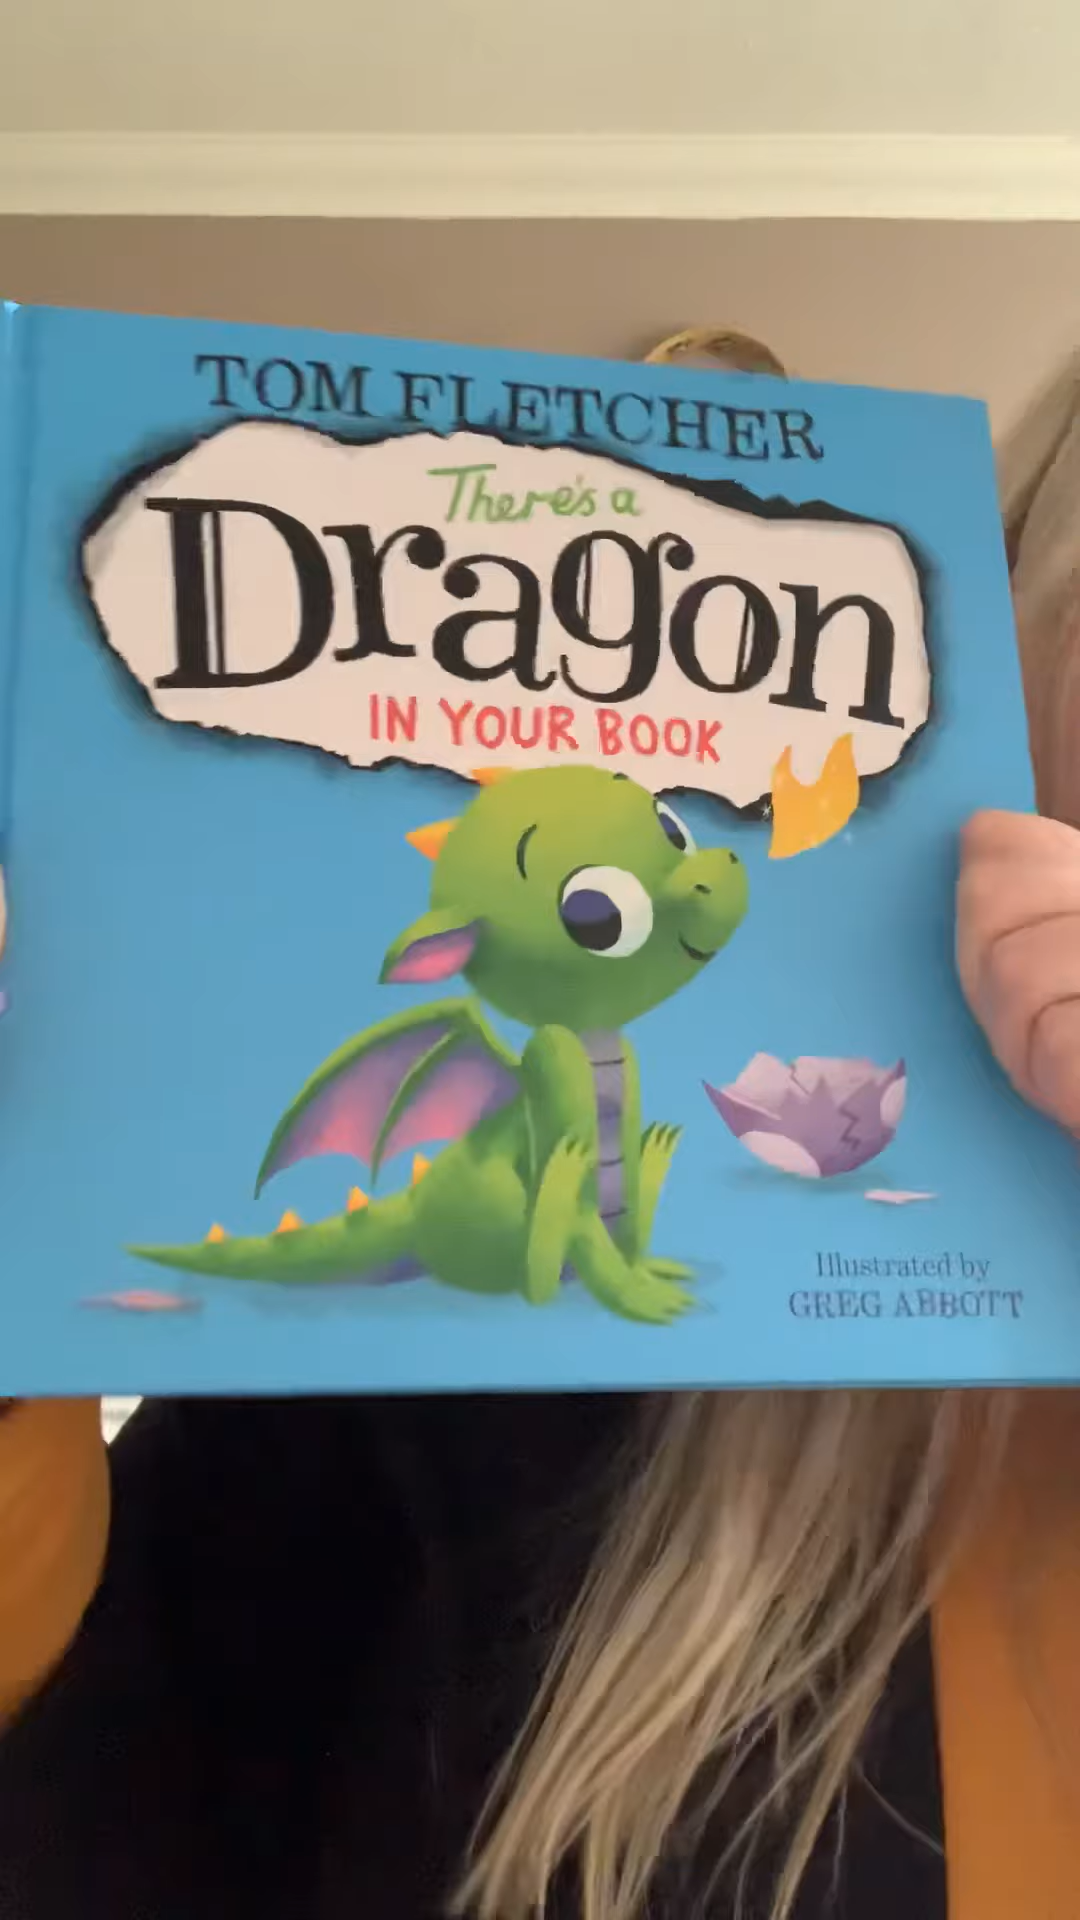 TOM FLETCHER
There's a
Dragon
IN YOUR BOOK
Illustrated by
GREG ABBOTT